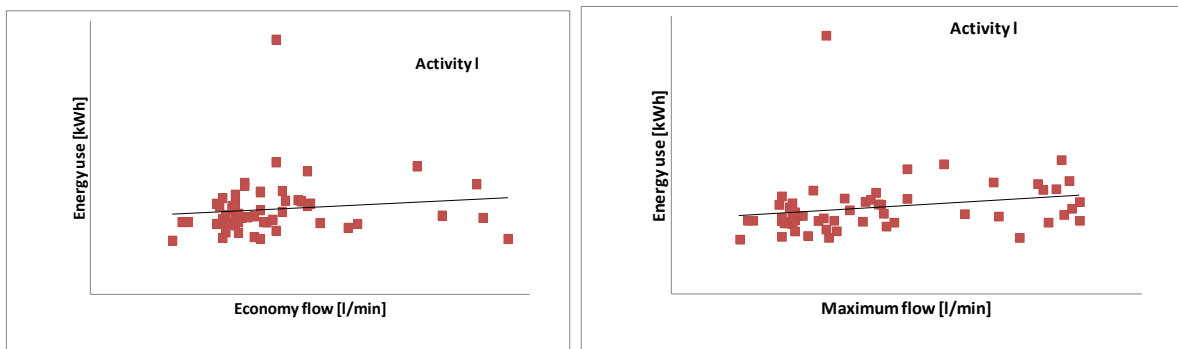 Activity l
Energy use [kWh]
Economy flow [l/min]
Activity l
Energy use [kWh]
Maximum flow [l/min]